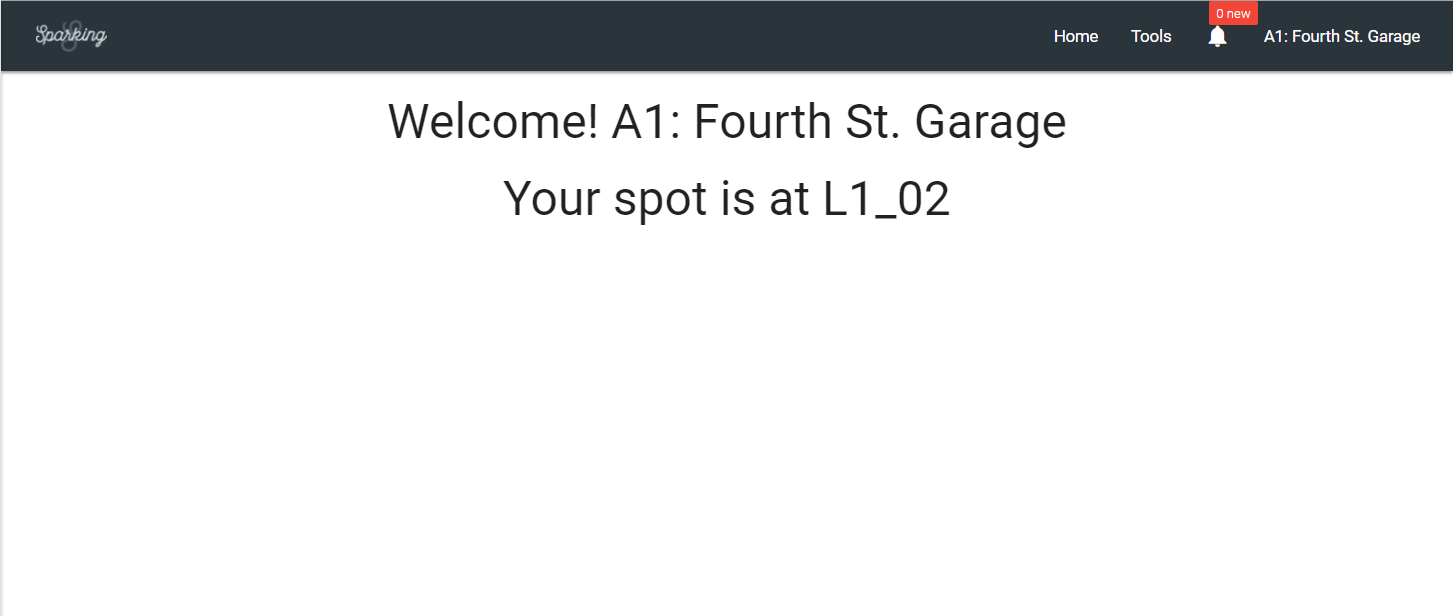 Sparking
Home Tools 0 new A1: Fourth St. Garage
Welcome! A1: Fourth St. Garage
Your spot is at L1_02